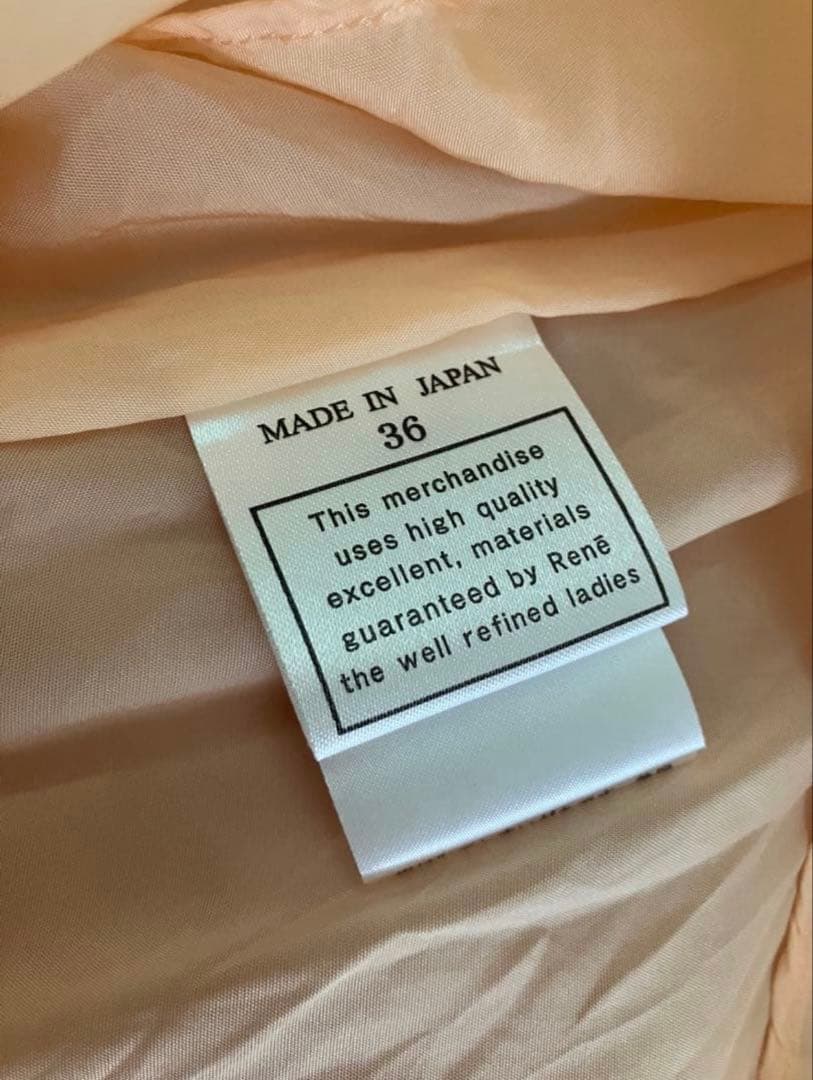 MADE IN JAPAN
36
This merchandise
uses high quality
excellent, materials
guaranteed by Renē
the well refined ladies